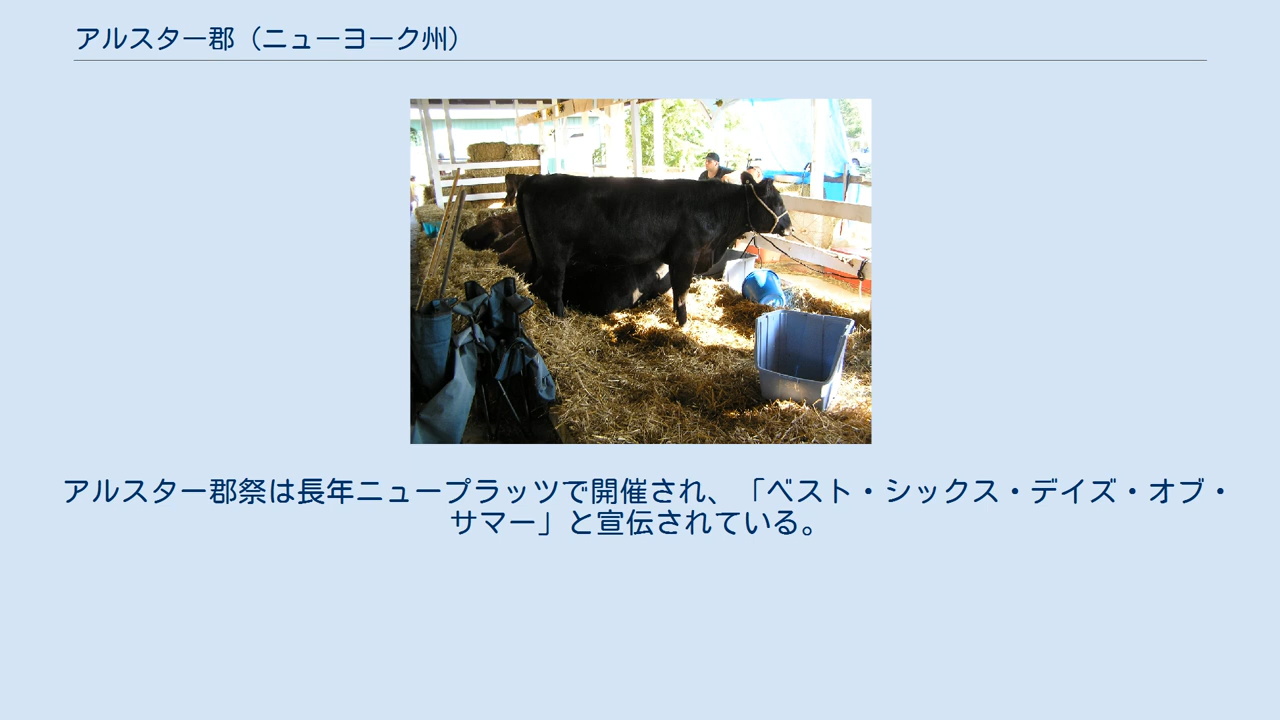 アルスター郡（ニューヨーク州）
アルスター郡祭は長年ニュープラッツで開催され、「ベスト・シックス・デイズ・オブ・
サマー」と宣伝されている。